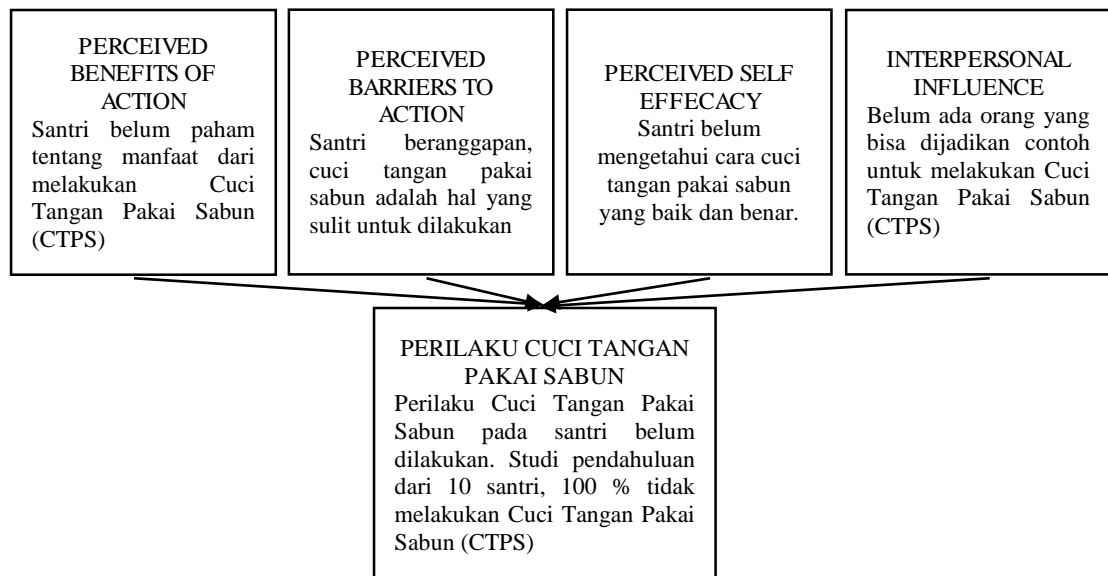 PERCEIVED
BENEFITS OF
ACTION
Santri belum paham
tentang manfaat dari
melakukan Cuci
Tangan Pakai Sabun
(CTPS)
PERCEIVED
BARRIERS TO
ACTION
Santri beranggapan,
cuci tangan pakai
sabun adalah hal yang
sulit untuk dilakukan
PERCEIVED SELF
EFFECACY
Santri belum
mengetahui cara cuci
tangan pakai sabun
yang baik dan benar.
INTERPERSONAL
INFLUENCE
Belum ada orang yang
bisa dijadikan contoh
untuk melakukan Cuci
Tangan Pakai Sabun
(CTPS)
PERILAKU CUCI TANGAN
PAKAI SABUN
Perilaku Cuci Tangan Pakai
Sabun pada santri belum
dilakukan. Studi pendahuluan
dari 10 santri, 100 % tidak
melakukan Cuci Tangan Pakai
Sabun (CTPS)